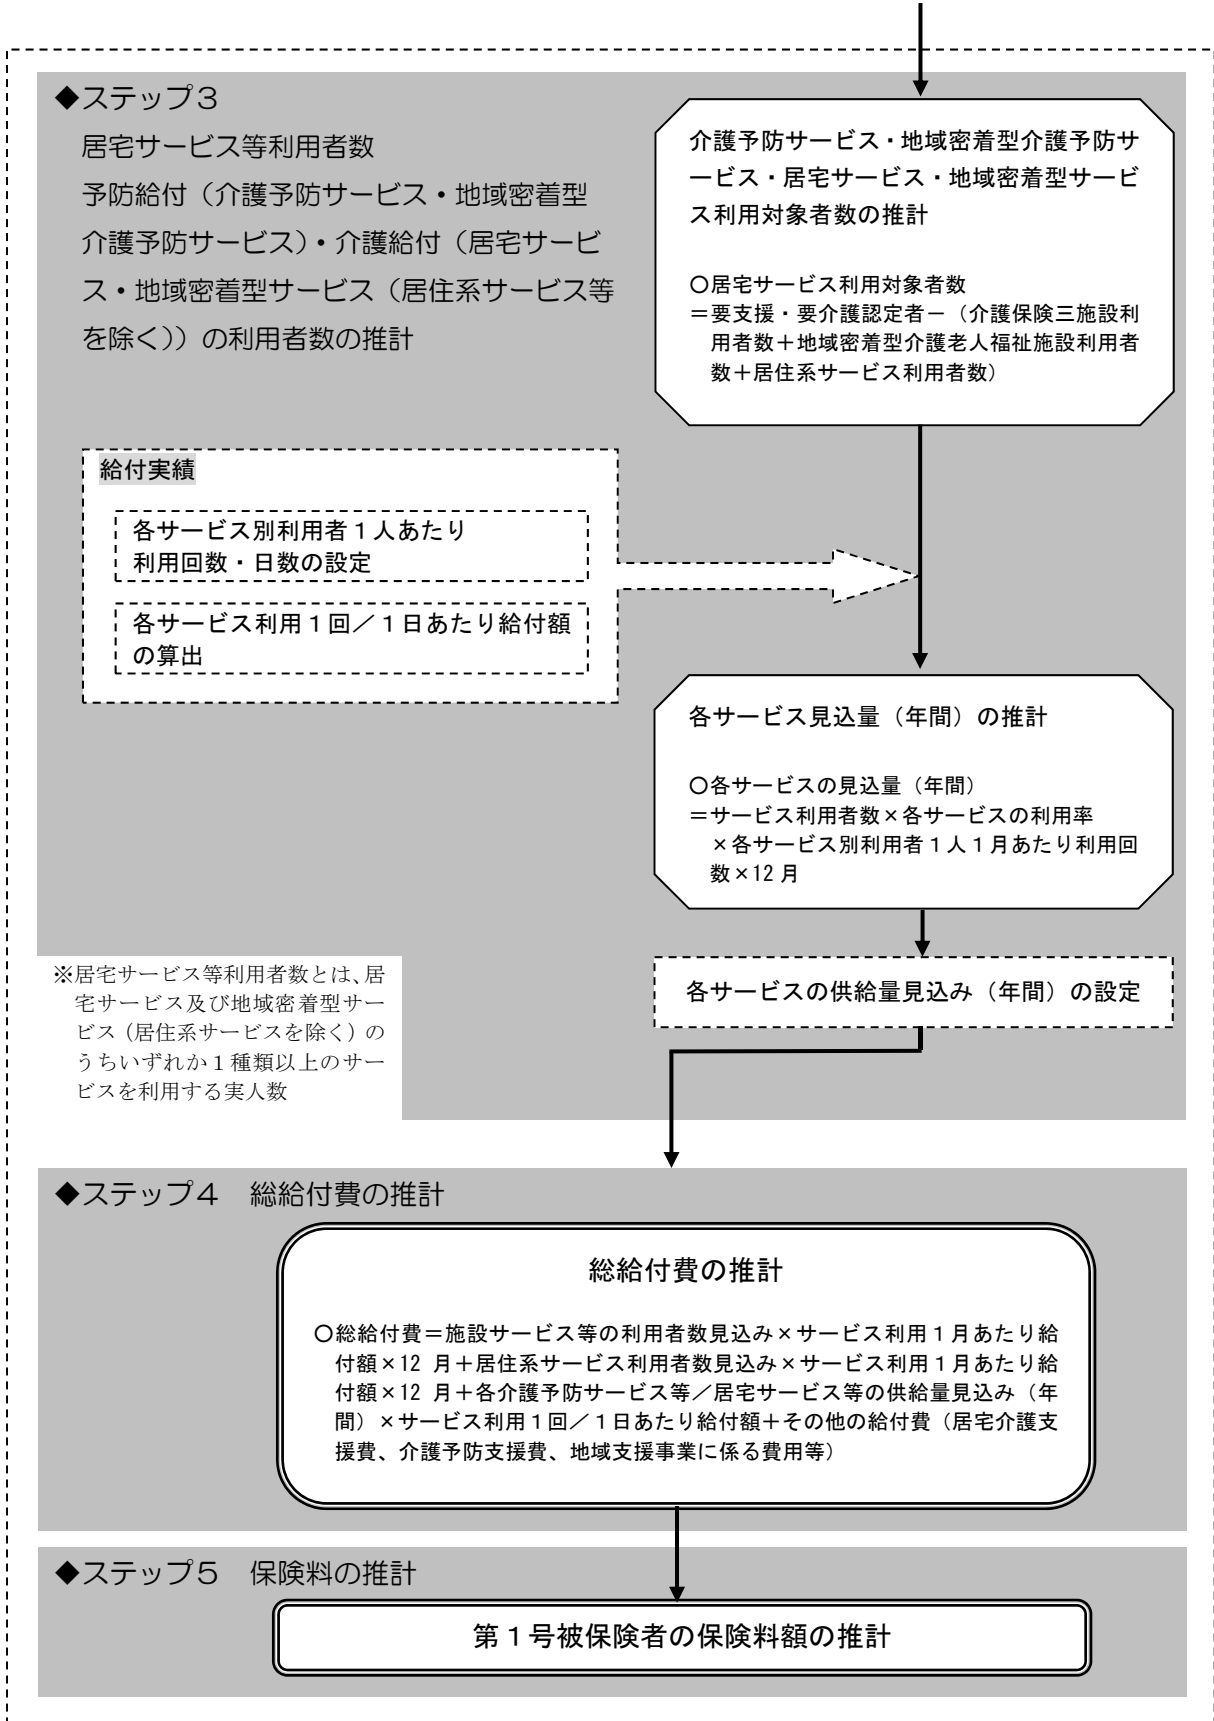 ◆ステップ３
居宅サービス等利用者数
予防給付（介護予防サービス・地域密着型
介護予防サービス）・介護給付（居宅サービ
ス・地域密着型サービス（居住系サービス等
を除く））の利用者数の推計
介護予防サービス・地域密着型介護予防サ
ービス・居宅サービス・地域密着型サービ
ス利用対象者数の推計
○居宅サービス利用対象者数
＝要支援・要介護認定者－（介護保険三施設利
用者数＋地域密着型介護老人福祉施設利用者
数＋居住系サービス利用者数）
給付実績
各サービス別利用者１人あたり
利用回数・日数の設定
各サービス利用１回／１日あたり給付額
の算出
各サービス見込量（年間）の推計
○各サービスの見込量（年間）
＝サービス利用者数×各サービスの利用率
×各サービス別利用者１人１月あたり利用回
数×12 月
※居宅サービス等利用者数とは、居
宅サービス及び地域密着型サー
ビス（居住系サービスを除く）の
うちいずれか１種類以上のサー
ビスを利用する実人数
各サービスの供給量見込み（年間）の設定
◆ステップ４　総給付費の推計
総給付費の推計
○総給付費＝施設サービス等の利用者数見込み×サービス利用１月あたり給
付額×12 月＋居住系サービス利用者数見込み×サービス利用１月あたり給
付額×12 月＋各介護予防サービス等／居宅サービス等の供給量見込み（年
間）×サービス利用１回／１日あたり給付額＋その他の給付費（居宅介護支
援費、介護予防支援費、地域支援事業に係る費用等）
◆ステップ５　保険料の推計
第１号被保険者の保険料額の推計